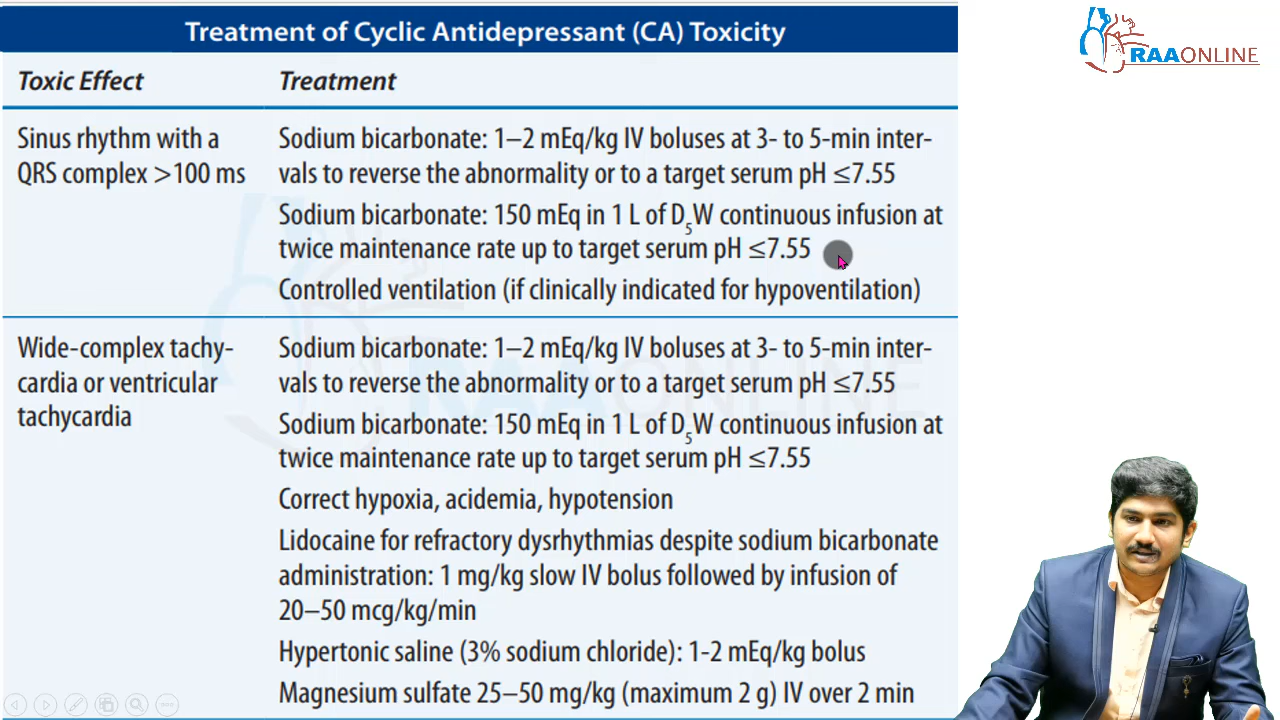 Treatment of Cyclic Antidepressant (CA) Toxicity
RAAONLINE
Toxic Effect
Treatment
Sinus rhythm with a
QRS complex >100 ms
Sodium bicarbonate: 1–2 mEq/kg IV boluses at 3- to 5-min inter-
vals to reverse the abnormality or to a target serum pH ≤7.55
Sodium bicarbonate: 150 mEq in 1 L of D5W continuous infusion at
twice maintenance rate up to target serum pH ≤7.55
Controlled ventilation (if clinically indicated for hypoventilation)
Wide-complex tachy-
cardia or ventricular
tachycardia
Sodium bicarbonate: 1–2 mEq/kg IV boluses at 3- to 5-min inter-
vals to reverse the abnormality or to a target serum pH ≤7.55
Sodium bicarbonate: 150 mEq in 1 L of D5W continuous infusion at
twice maintenance rate up to target serum pH ≤7.55
Correct hypoxia, acidemia, hypotension
Lidocaine for refractory dysrhythmias despite sodium bicarbonate
administration: 1 mg/kg slow IV bolus followed by infusion of
20–50 mcg/kg/min
Hypertonic saline (3% sodium chloride): 1-2 mEq/kg bolus
Magnesium sulfate 25–50 mg/kg (maximum 2 g) IV over 2 min
RAAONLINE